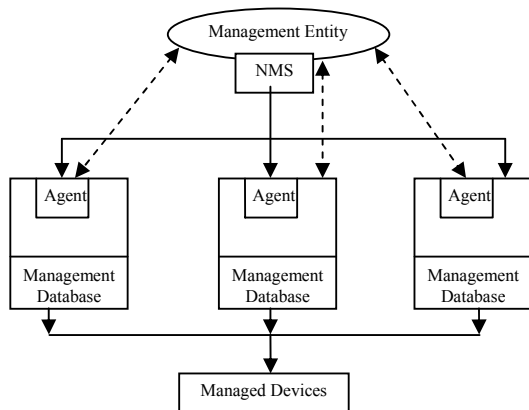 Management Entity
NMS
Agent
Agent
Agent
Management
Database
Management
Database
Management
Database
Managed Devices